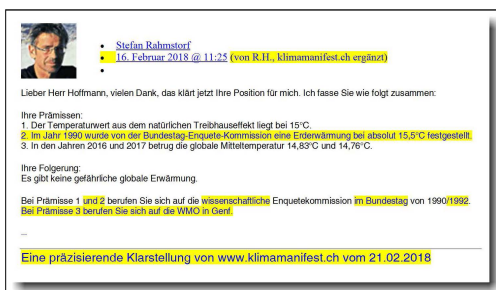 Stefan Rahmstorf
16. Februar 2018 @ 11:25 (von R.H., klimamanifest.ch ergänzt)
Lieber Herr Hoffmann, vielen Dank, das klärt jetzt Ihre Position für mich. Ich fasse Sie wie folgt zusammen:
Ihre Prämissen:
1. Der Temperaturwert aus dem natürlichen Treibhauseffekt liegt bei 15°C.
2. Im Jahr 1990 wurde von der Bundestag-Enquete-Kommission eine Erderwärmung bei absolut 15,5°C festgestellt.
3. In den Jahren 2016 und 2017 betrug die globale Mitteltemperatur 14,83°C und 14,76°C.
Ihre Folgerung:
Es gibt keine gefährliche globale Erwärmung.
Bei Prämisse 1 und 2 berufen Sie sich auf die wissenschaftliche Enquetekommission im Bundestag von 1990/1992.
Bei Prämisse 3 berufen Sie sich auf die WMO in Genf.
...
Eine präzisierende Klarstellung von www.klimamanifest.ch vom 21.02.2018